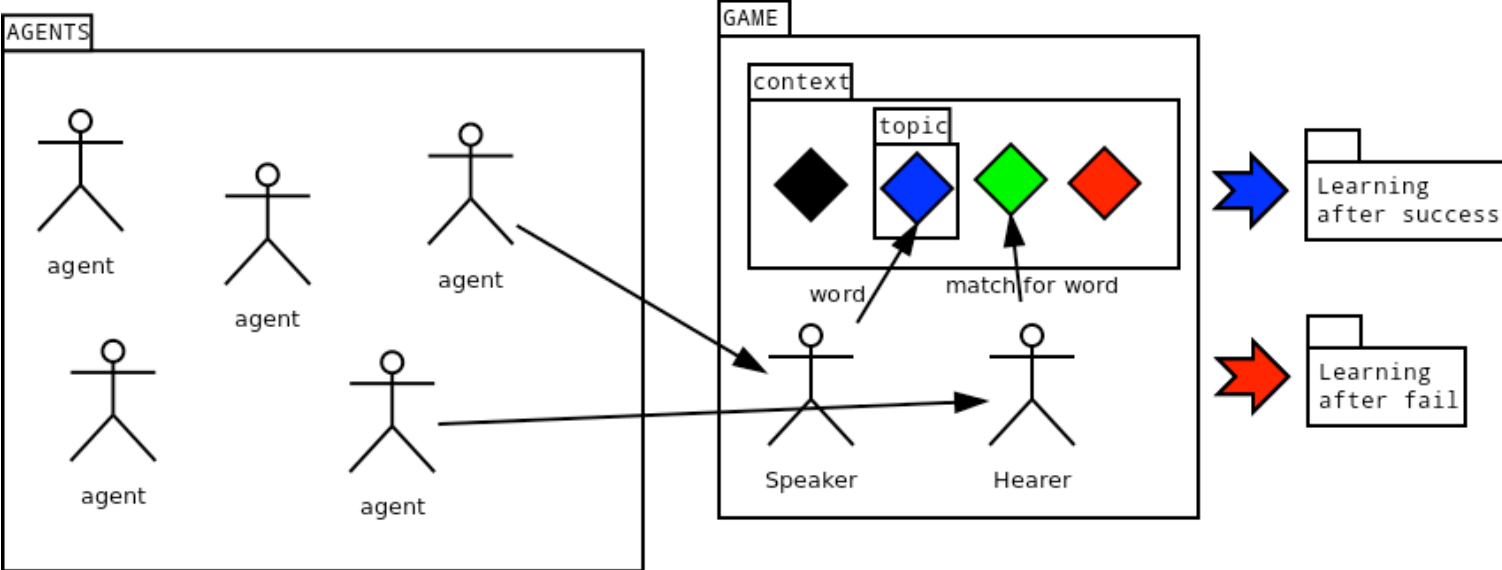 AGENTS
agent
agent
agent
agent
agent
GAME
context
topic
word
match for word
Speaker
Hearer
Learning
after success
Learning
after fail